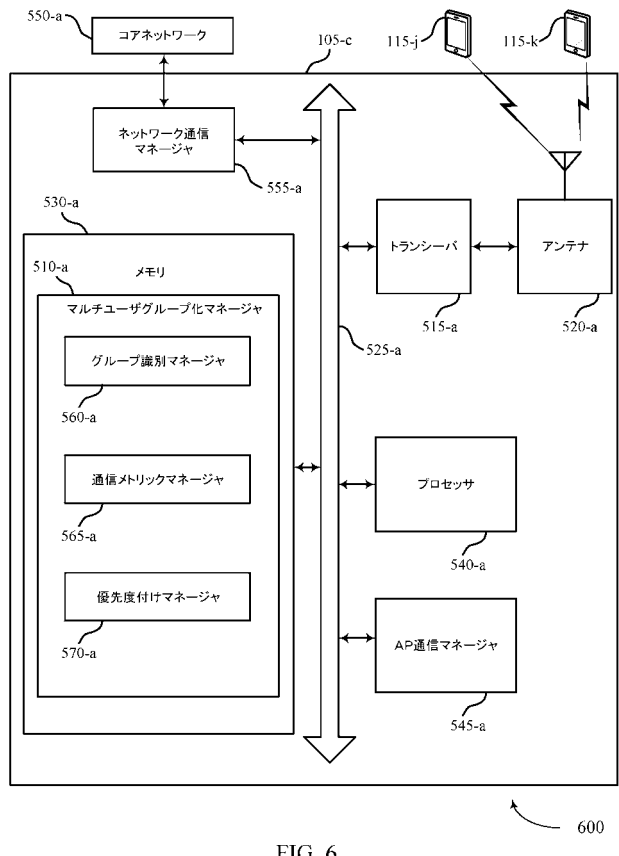 550-a
コアネットワーク
105-c
115-j
115-k
ネットワーク通信
マネージャ
555-a
530-a
メモリ
510-a
マルチユーザグループ化マネージャ
グループ識別マネージャ
560-a
通信メトリックマネージャ
565-a
優先度付けマネージャ
570-a
トランシーバ
515-a
アンテナ
520-a
525-a
プロセッサ
540-a
AP通信マネージャ
545-a
600
FIG. 6